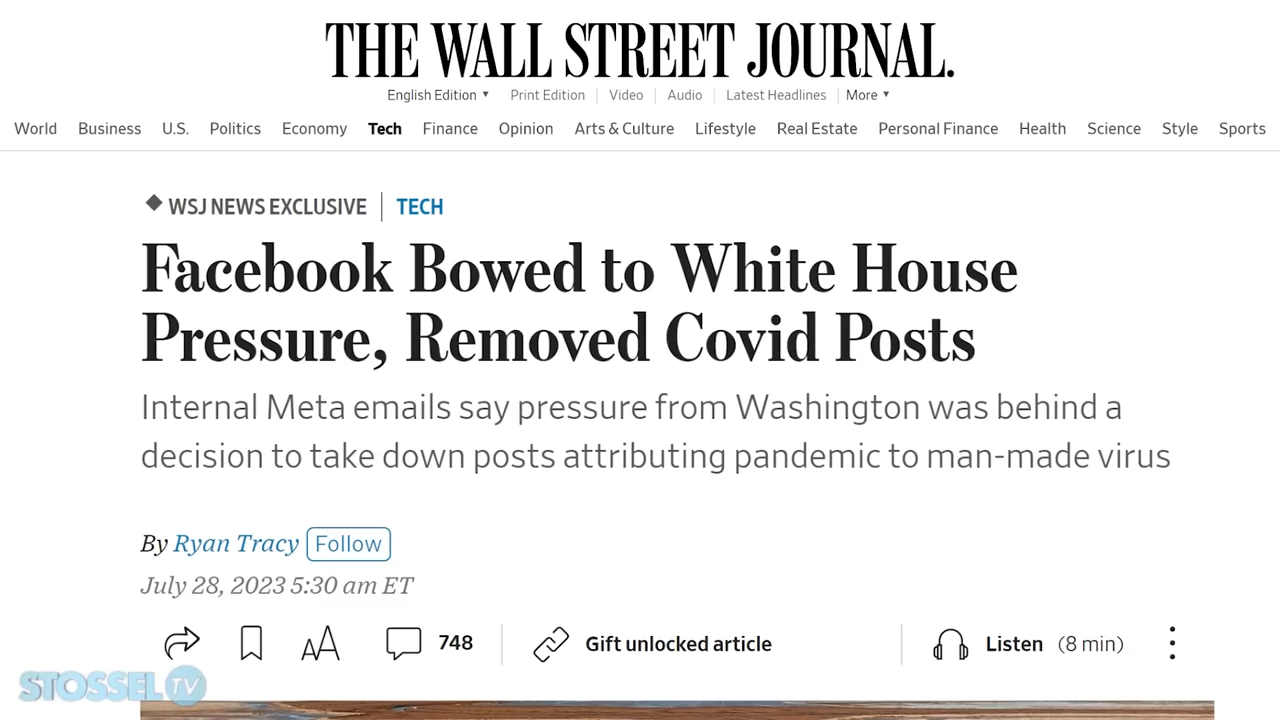 THE WALL STREET JOURNAL.
English Edition ▼ Print Edition Video Audio Latest Headlines More ▼
World Business U.S. Politics Economy Tech Finance Opinion Arts & Culture Lifestyle Real Estate Personal Finance Health Science Style Sports
WSJ NEWS EXCLUSIVE | TECH
Facebook Bowed to White House
Pressure, Removed Covid Posts
Internal Meta emails say pressure from Washington was behind a
decision to take down posts attributing pandemic to man-made virus
By Ryan Tracy Follow
July 28, 2023 5:30 am ET
AA 748 Gift unlocked article Listen (8 min)
STOSSEL TV